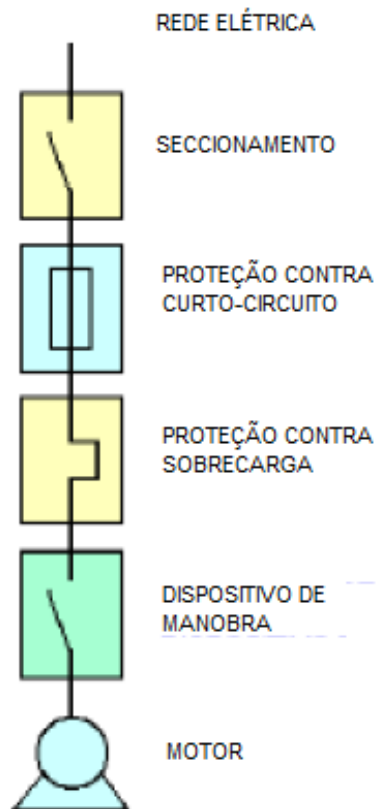 REDE ELÉTRICA
SECCIONAMENTO
PROTEÇÃO CONTRA
CURTO-CIRCUITO
PROTEÇÃO CONTRA
SOBRECARGA
DISPOSITIVO DE
MANOBRA
MOTOR